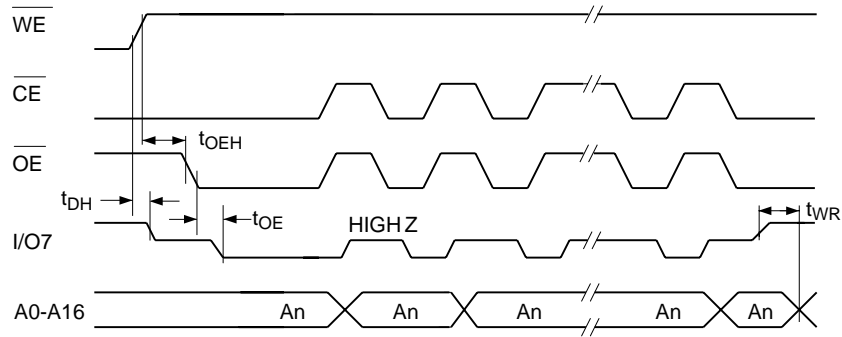 WE
CE
tOEH
OE
tDH
tOE
tWR
I/O7
HIGH Z
A0-A16
An
An
An
An
An